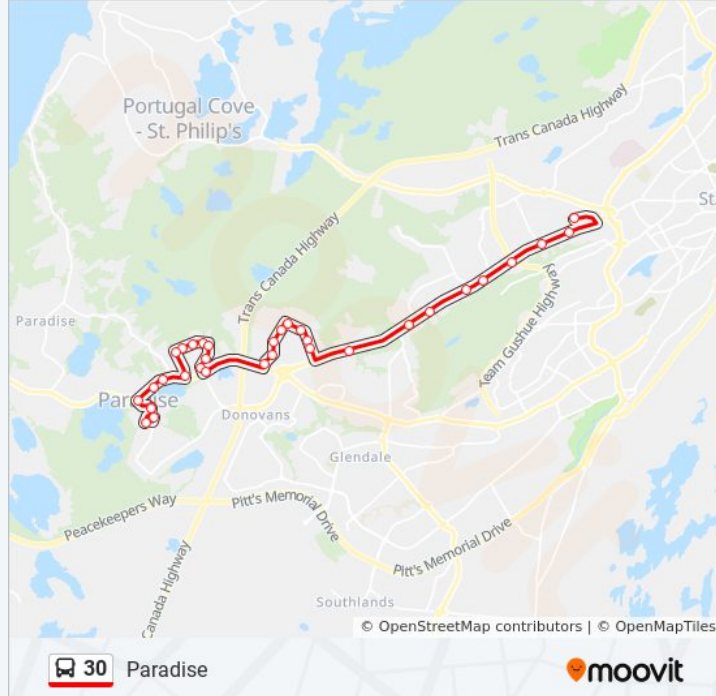 Portugal Cove
- St. Philip's
Trans Canada Highway
St.
Trans Canada Highway
Team Gushue Highway
Paradise
Paradise
Donovans
Glendale
Peacekeepers Way
Pitt's Memorial Drive
Pitt's Memorial Drive
Canada Highway
Southlands
© OpenStreetMap contributors | © OpenMapTiles
30 Paradise
moovit